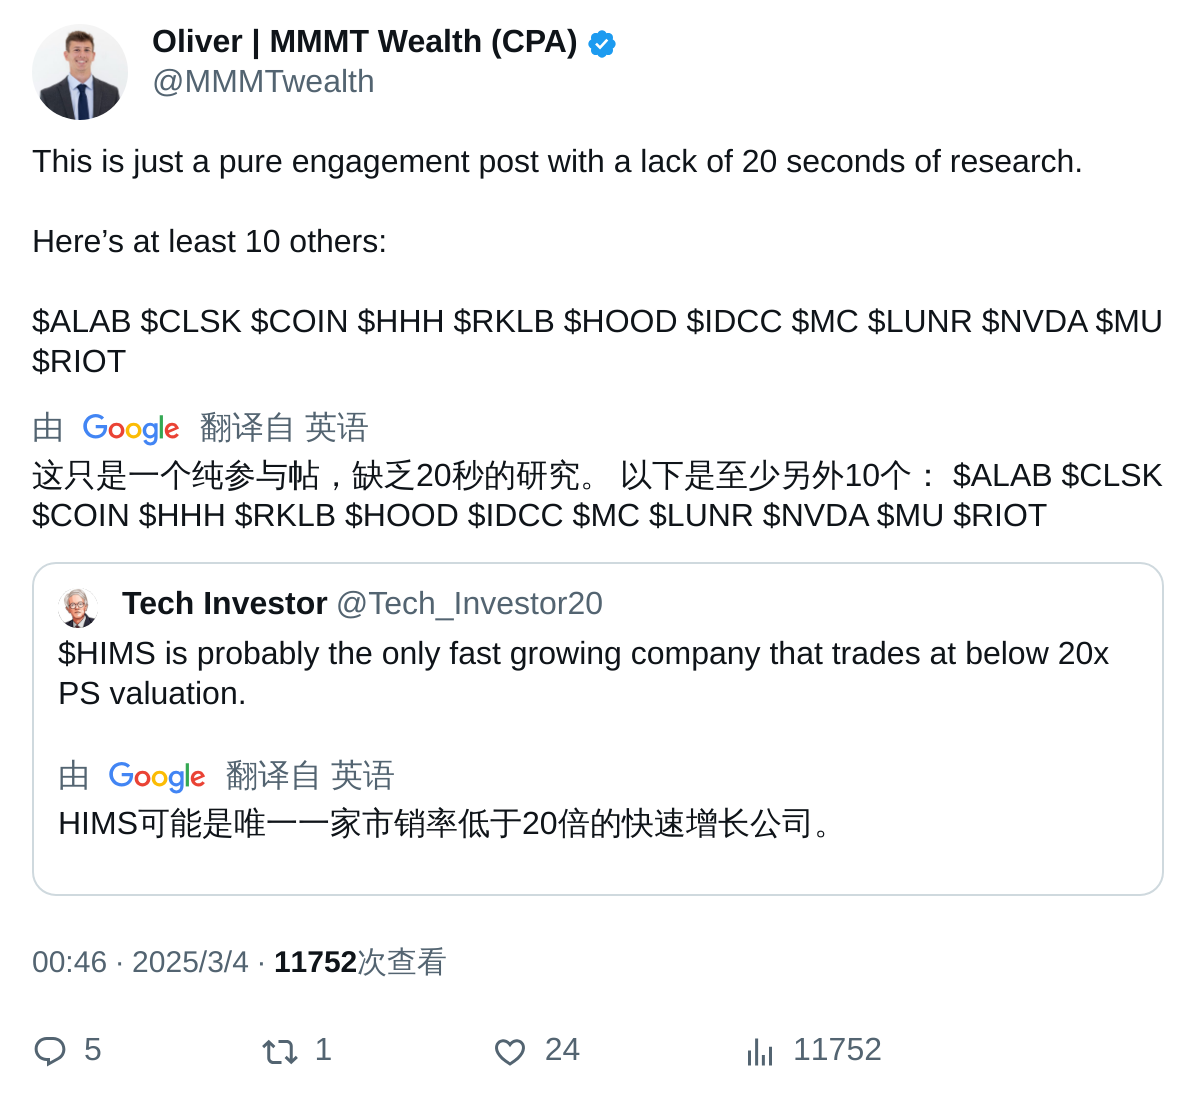 Oliver | MMMT Wealth (CPA)
@MMMTwealth
This is just a pure engagement post with a lack of 20 seconds of research.
Here’s at least 10 others:
$ALAB $CLSK $COIN $HHH $RKLB $HOOD $IDCC $MC $LUNR $NVDA $MU
$RIOT
由 Google 翻译自 英语
这只是一个纯参与帖，缺乏20秒的研究。 以下是至少另外10个： $ALAB $CLSK
$COIN $HHH $RKLB $HOOD $IDCC $MC $LUNR $NVDA $MU $RIOT
Tech Investor @Tech_Investor20
$HIMS is probably the only fast growing company that trades at below 20x
PS valuation.
由 Google 翻译自 英语
HIMS可能是唯一一家市销率低于20倍的快速增长公司。
00:46 · 2025/3/4 · 11752次查看
5 1 24 11752